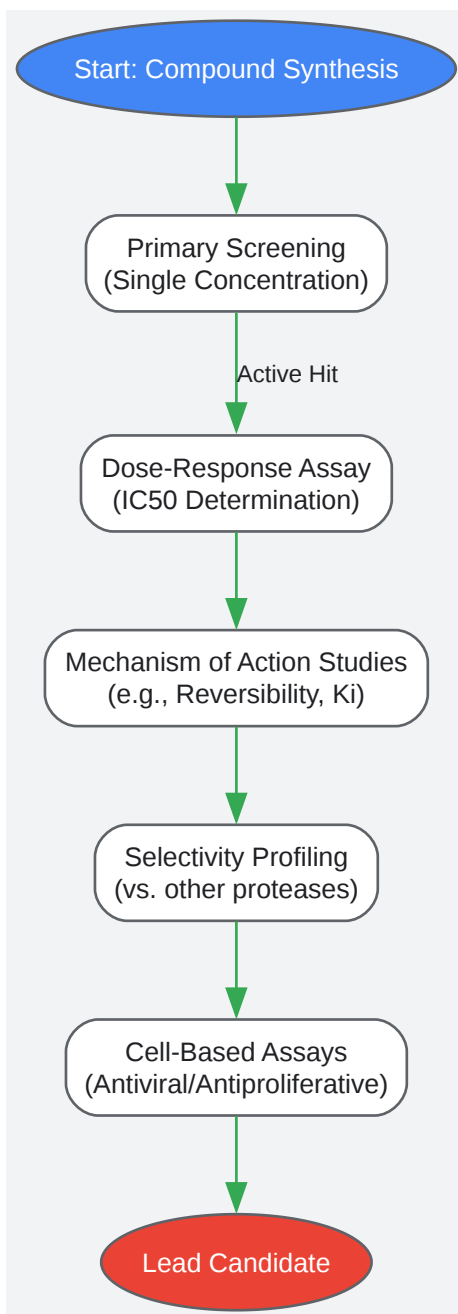 Start: Compound Synthesis
Primary Screening
(Single Concentration)
Active Hit
Dose-Response Assay
(IC50 Determination)
Mechanism of Action Studies
(e.g., Reversibility, Ki)
Selectivity Profiling
(vs. other proteases)
Cell-Based Assays
(Antiviral/Antiproliferative)
Lead Candidate